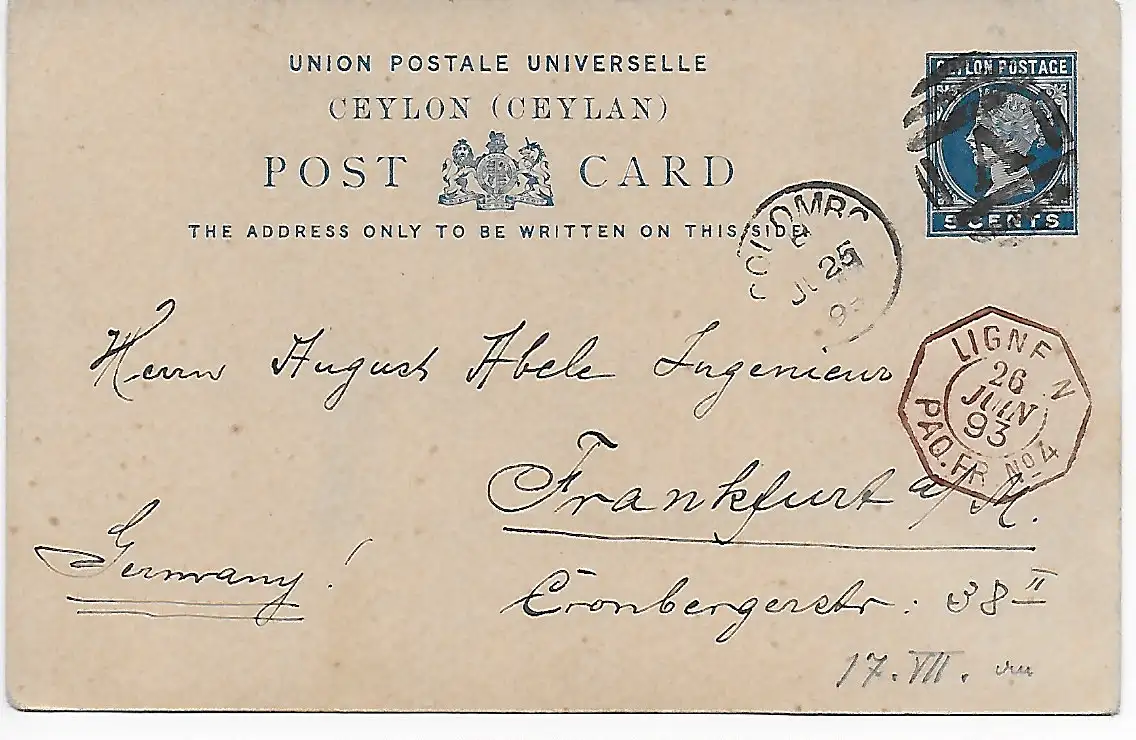 UNION POSTALE UNIVERSELLE
CEYLON (CEYLAN)
POST CARD
THE ADDRESS ONLY TO BE WRITTEN ON THIS SIDE.
CEYLON POSTAGE
5 CENTS
COLOMBO
25
93
LIGNE N
26
JUIN
93
PAQ. FR. No 4
Herrn August Abele Ingenieur
Frankfurt a/M.
Germany!
Cronbergerstr: 38 II
17. VII.